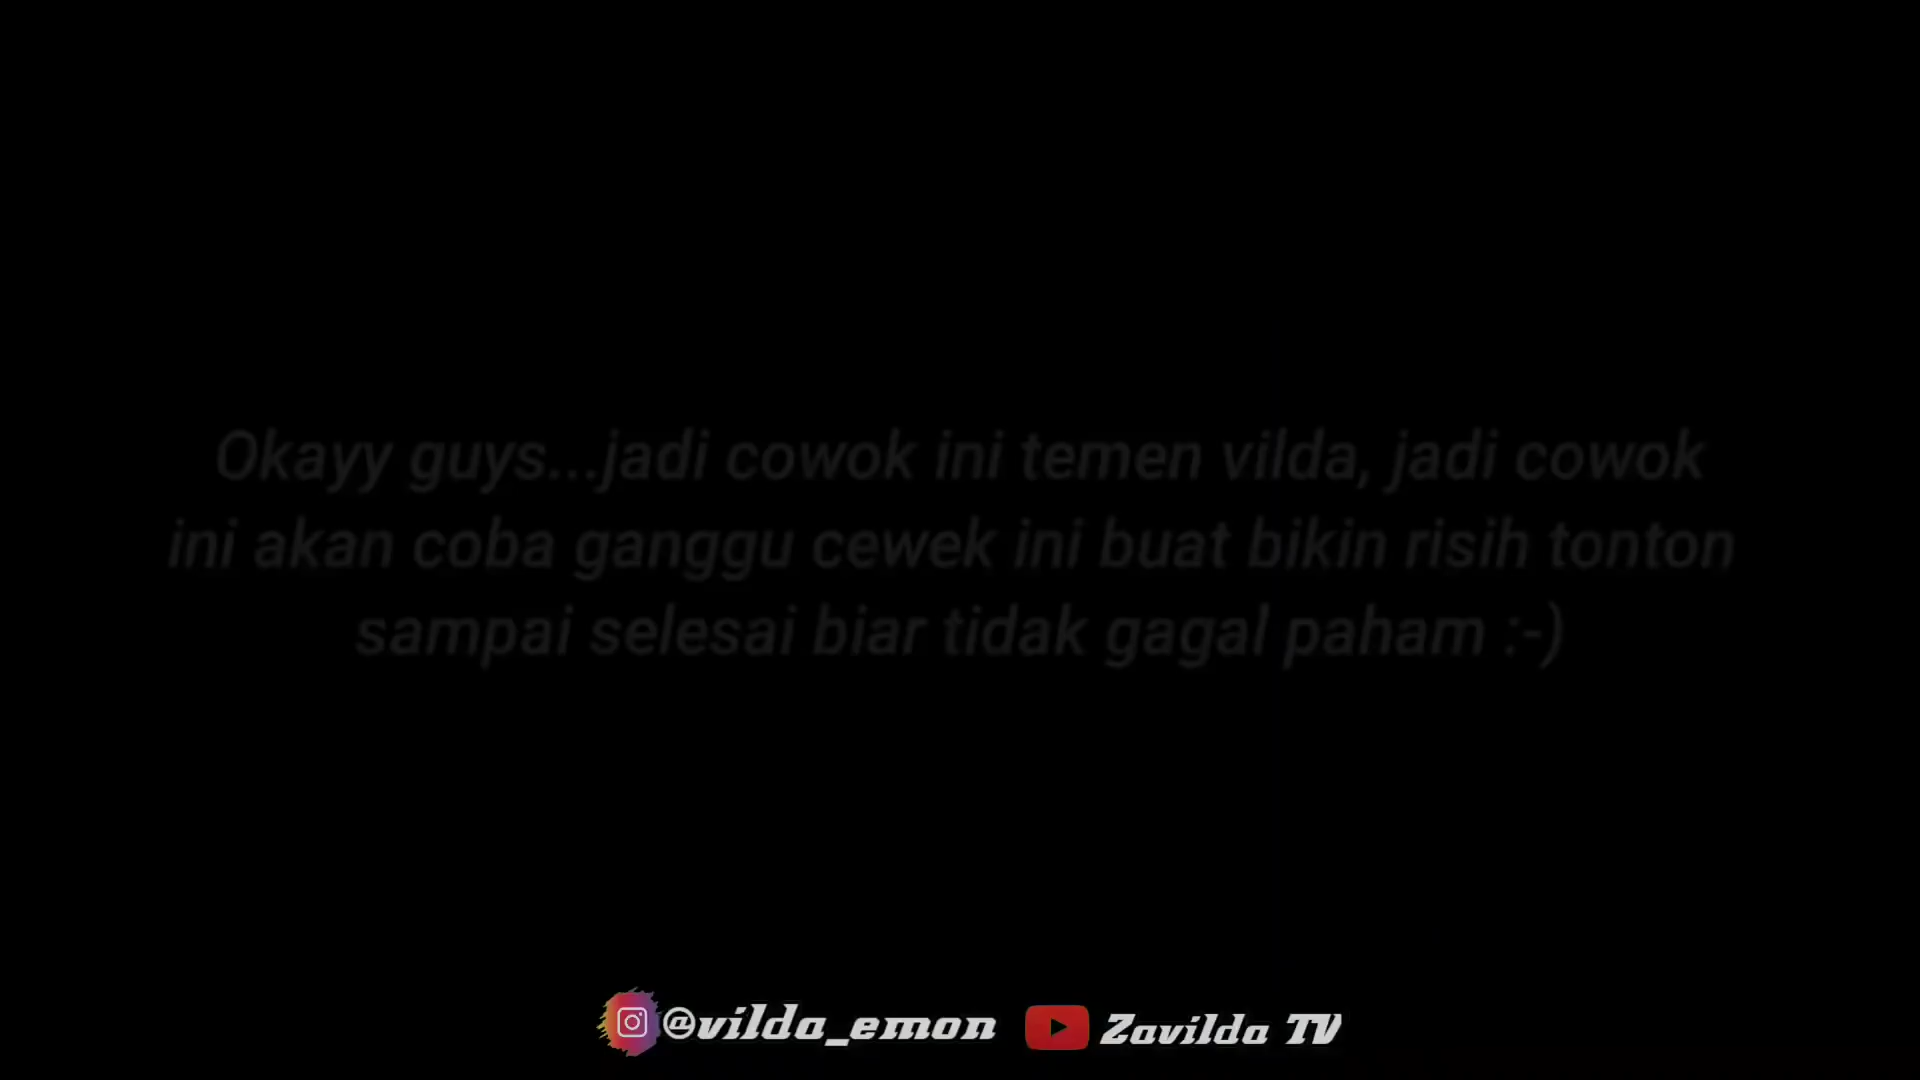 Okayy guys...jadi cowok ini temen vilda, jadi cowok
ini akan coba ganggu cewek ini buat bikin risih tonton
sampai selesai biar tidak gagal paham :-)
@vilda_emon Zavilda TV